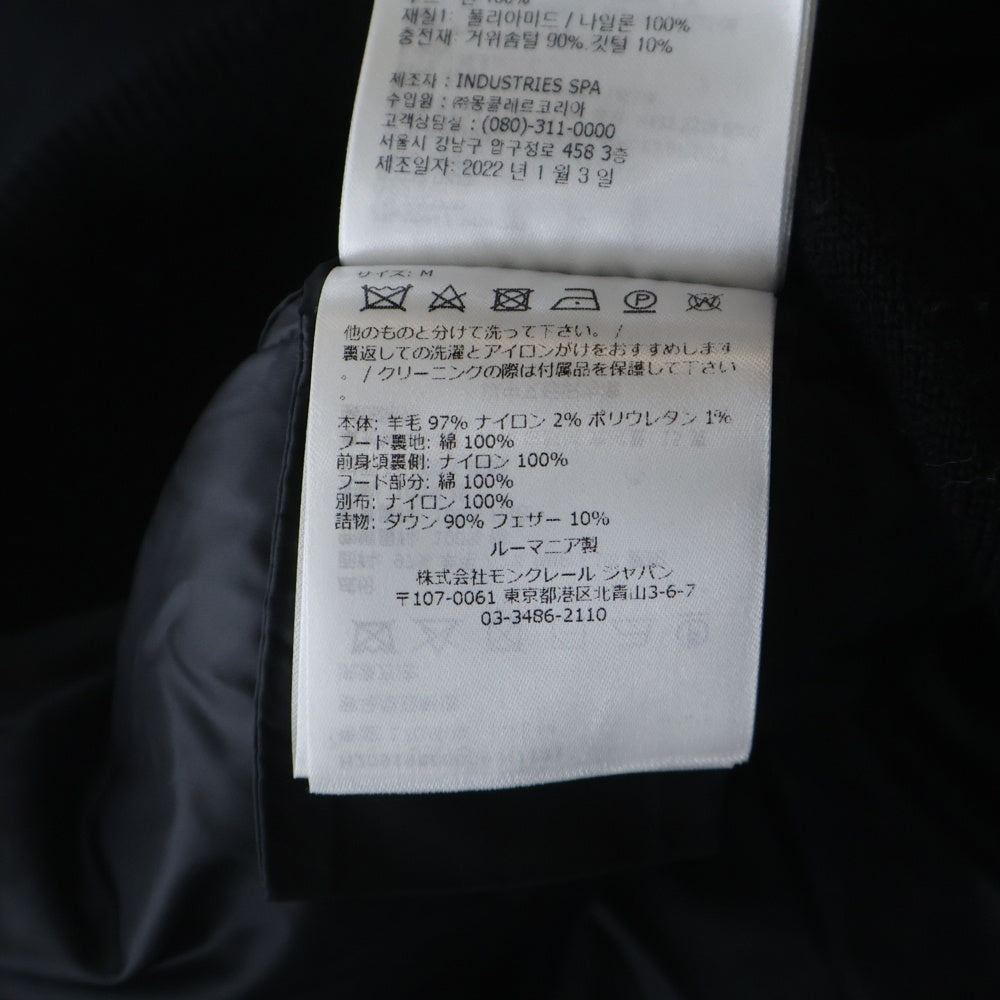 100%
재질1: 폴리아미드 / 나일론 100%
충전재: 거위솜털 90% 깃털 10%
제조자 : INDUSTRIES SPA
수입원 : ㈜몽클레르코리아
고객상담실 : (080)-311-0000
서울시 강남구 압구정로 458 3층
제조일자: 2022 년 1 월 3 일
サイズ: M
P
W
他のものと分けて洗って下さい。/
裏返しての洗濯とアイロンがけをおすすめします
。/ クリーニングの際は付属品を保護して下さい
。
本体: 羊毛 97% ナイロン 2% ポリウレタン 1%
フード裏地: 綿 100%
前身頃裏側: ナイロン 100%
フード部分: 綿 100%
別布: ナイロン 100%
詰物: ダウン 90% フェザー 10%
ルーマニア製
株式会社モンクレール ジャパン
〒107-0061 東京都港区北青山3-6-7
03-3486-2110